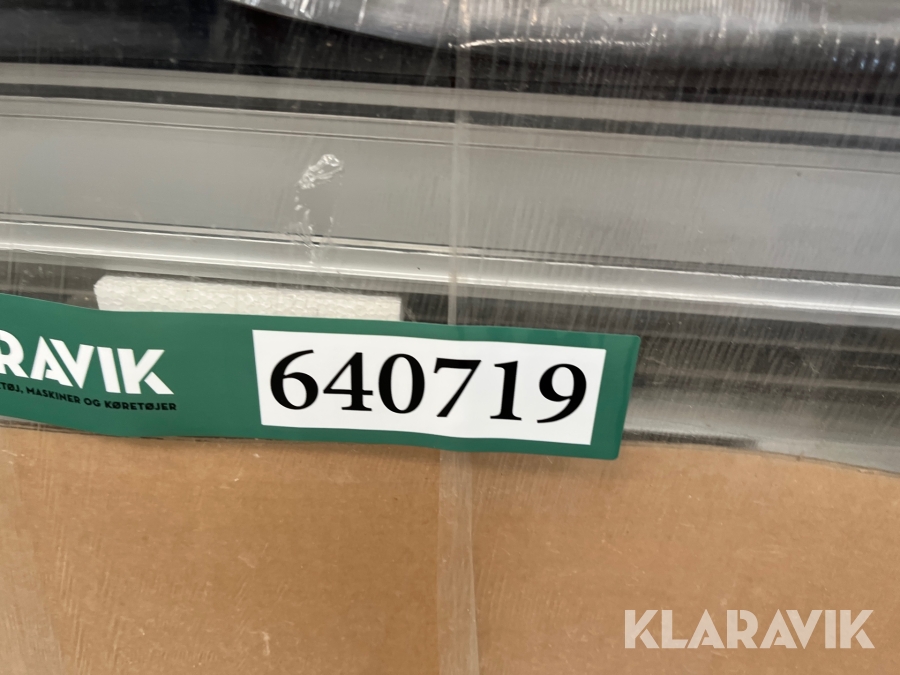 RAVIK
TØJ, MASKINER OG KØRETØJER
640719
KLARAVIK